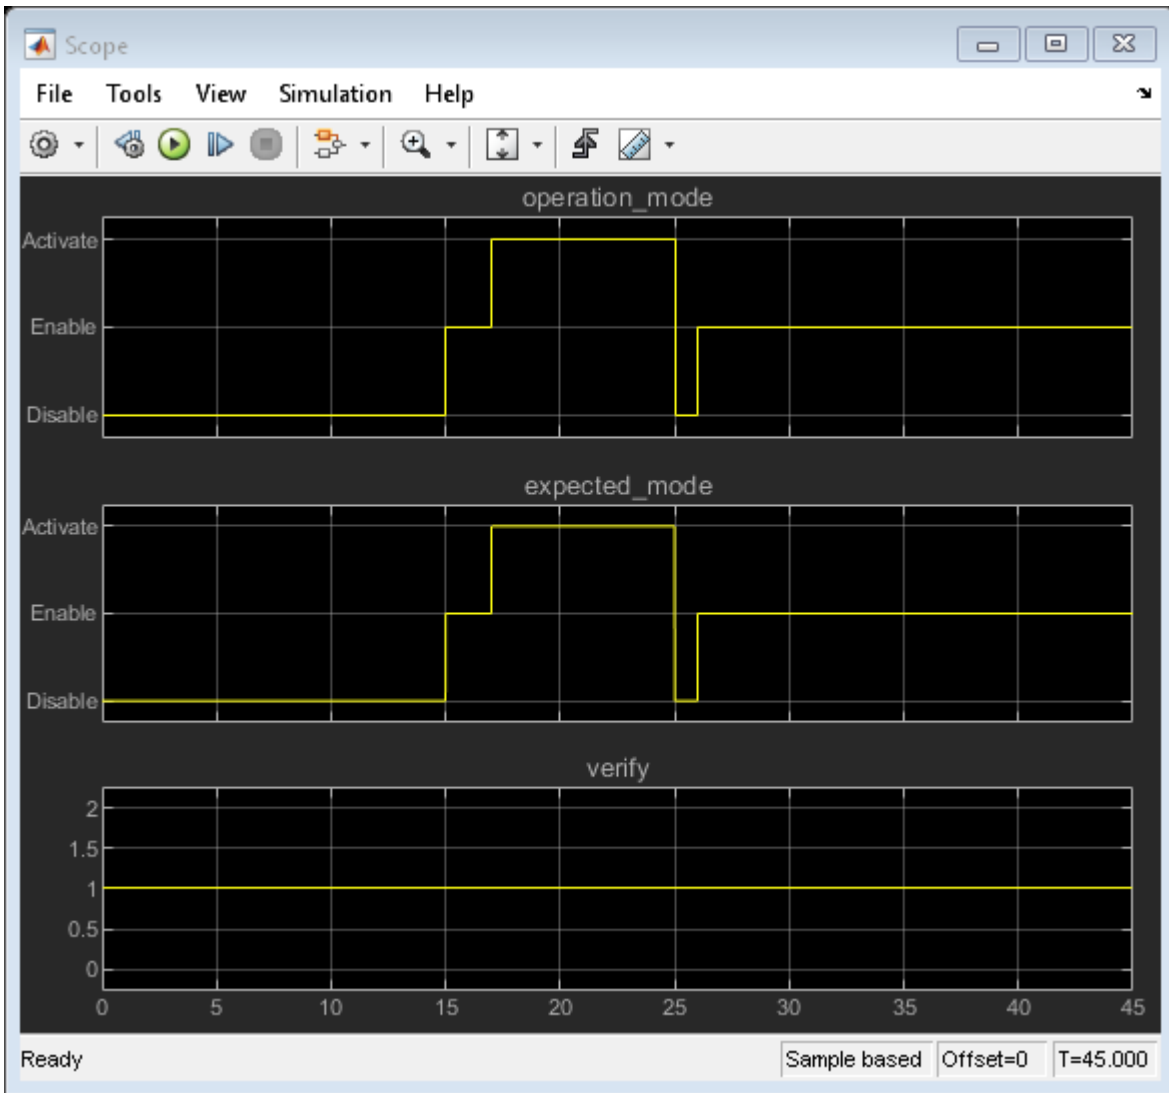 Scope
File Tools View Simulation Help
operation_mode
Activate
Enable
Disable
expected_mode
Activate
Enable
Disable
verify
2
1.5
1
0.5
0
0 5 10 15 20 25 30 35 40 45
Ready Sample based Offset=0 T=45.000